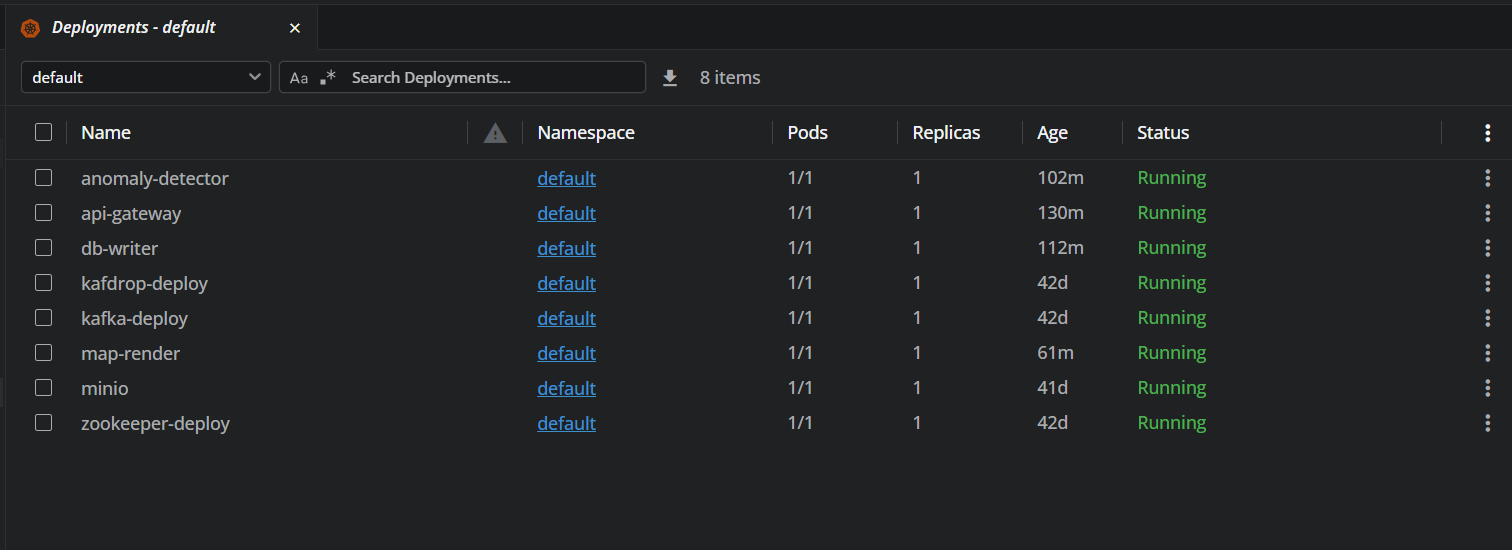 Deployments - default ×
default Aa .* Search Deployments... 8 items
Name Namespace Pods Replicas Age Status
anomaly-detector default 1/1 1 102m Running
api-gateway default 1/1 1 130m Running
db-writer default 1/1 1 112m Running
kafdrop-deploy default 1/1 1 42d Running
kafka-deploy default 1/1 1 42d Running
map-render default 1/1 1 61m Running
minio default 1/1 1 41d Running
zookeeper-deploy default 1/1 1 42d Running